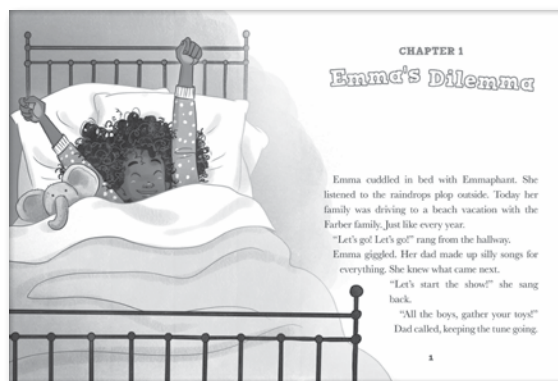 CHAPTER 1
Emma's Dilemma
Emma cuddled in bed with Emmaphant. She
listened to the raindrops plop outside. Today her
family was driving to a beach vacation with the
Farber family. Just like every year.
"Let's go! Let's go!" rang from the hallway.
Emma giggled. Her dad made up silly songs for
everything. She knew what came next.
"Let's start the show!" she sang
back.
"All the boys, gather your toys!"
Dad called, keeping the tune going.
1